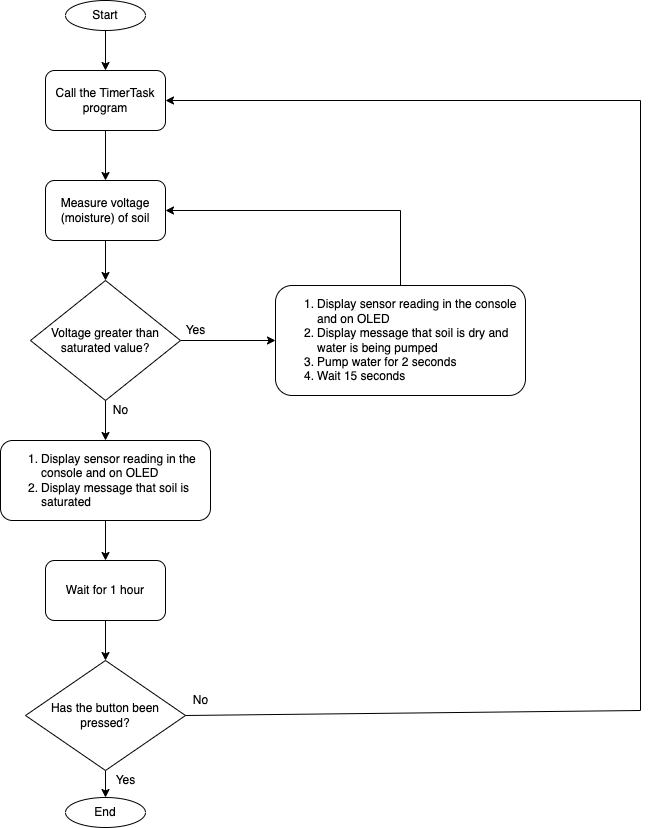 Start
Call the TimerTask
program
Measure voltage
(moisture) of soil
Voltage greater than
saturated value?
Yes
1. Display sensor reading in the console
and on OLED
2. Display message that soil is dry and
water is being pumped
3. Pump water for 2 seconds
4. Wait 15 seconds
No
1. Display sensor reading in the
console and on OLED
2. Display message that soil is
saturated
Wait for 1 hour
Has the button been
pressed?
No
Yes
End